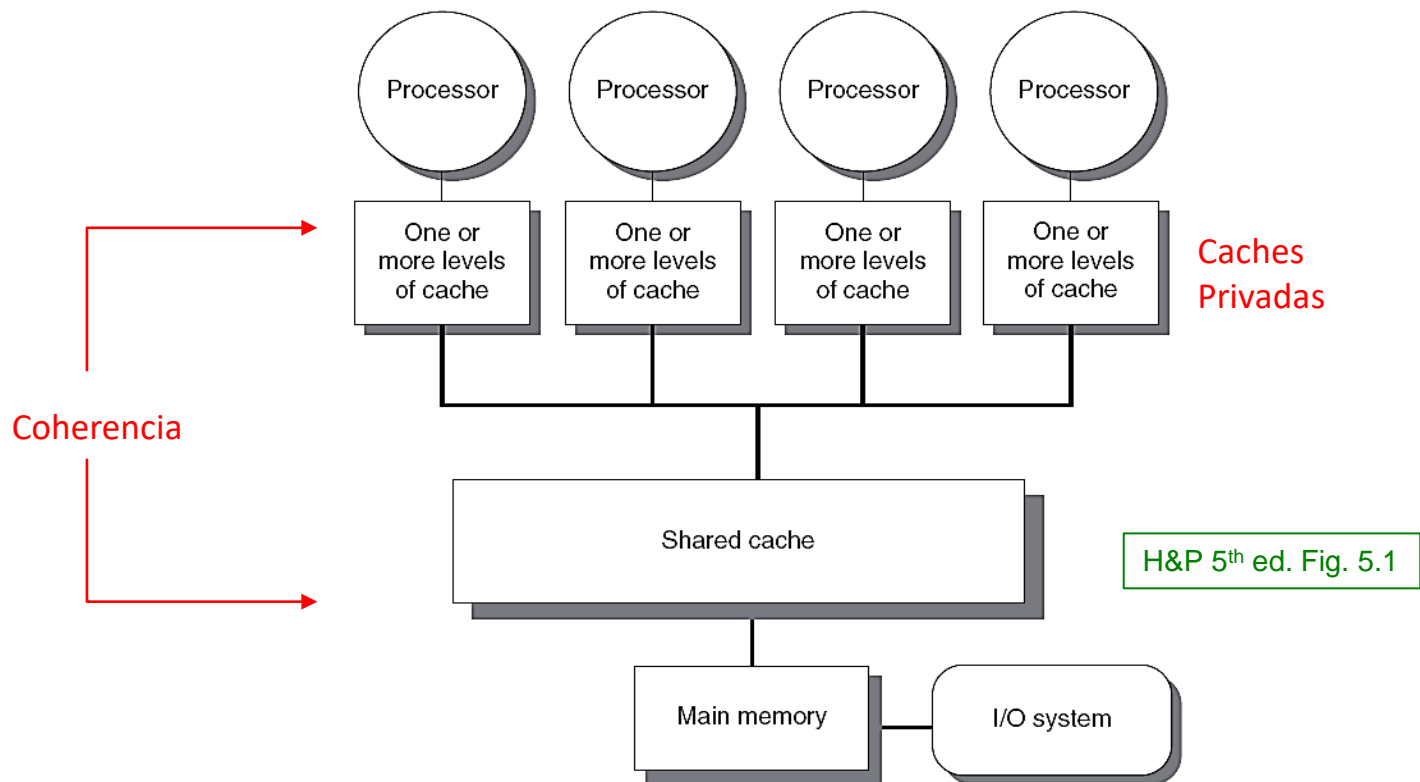 Processor
Processor
Processor
Processor
One or
more levels
of cache
One or
more levels
of cache
One or
more levels
of cache
One or
more levels
of cache
Caches
Privadas
Coherencia
Shared cache
H&P 5th ed. Fig. 5.1
Main memory
I/O system